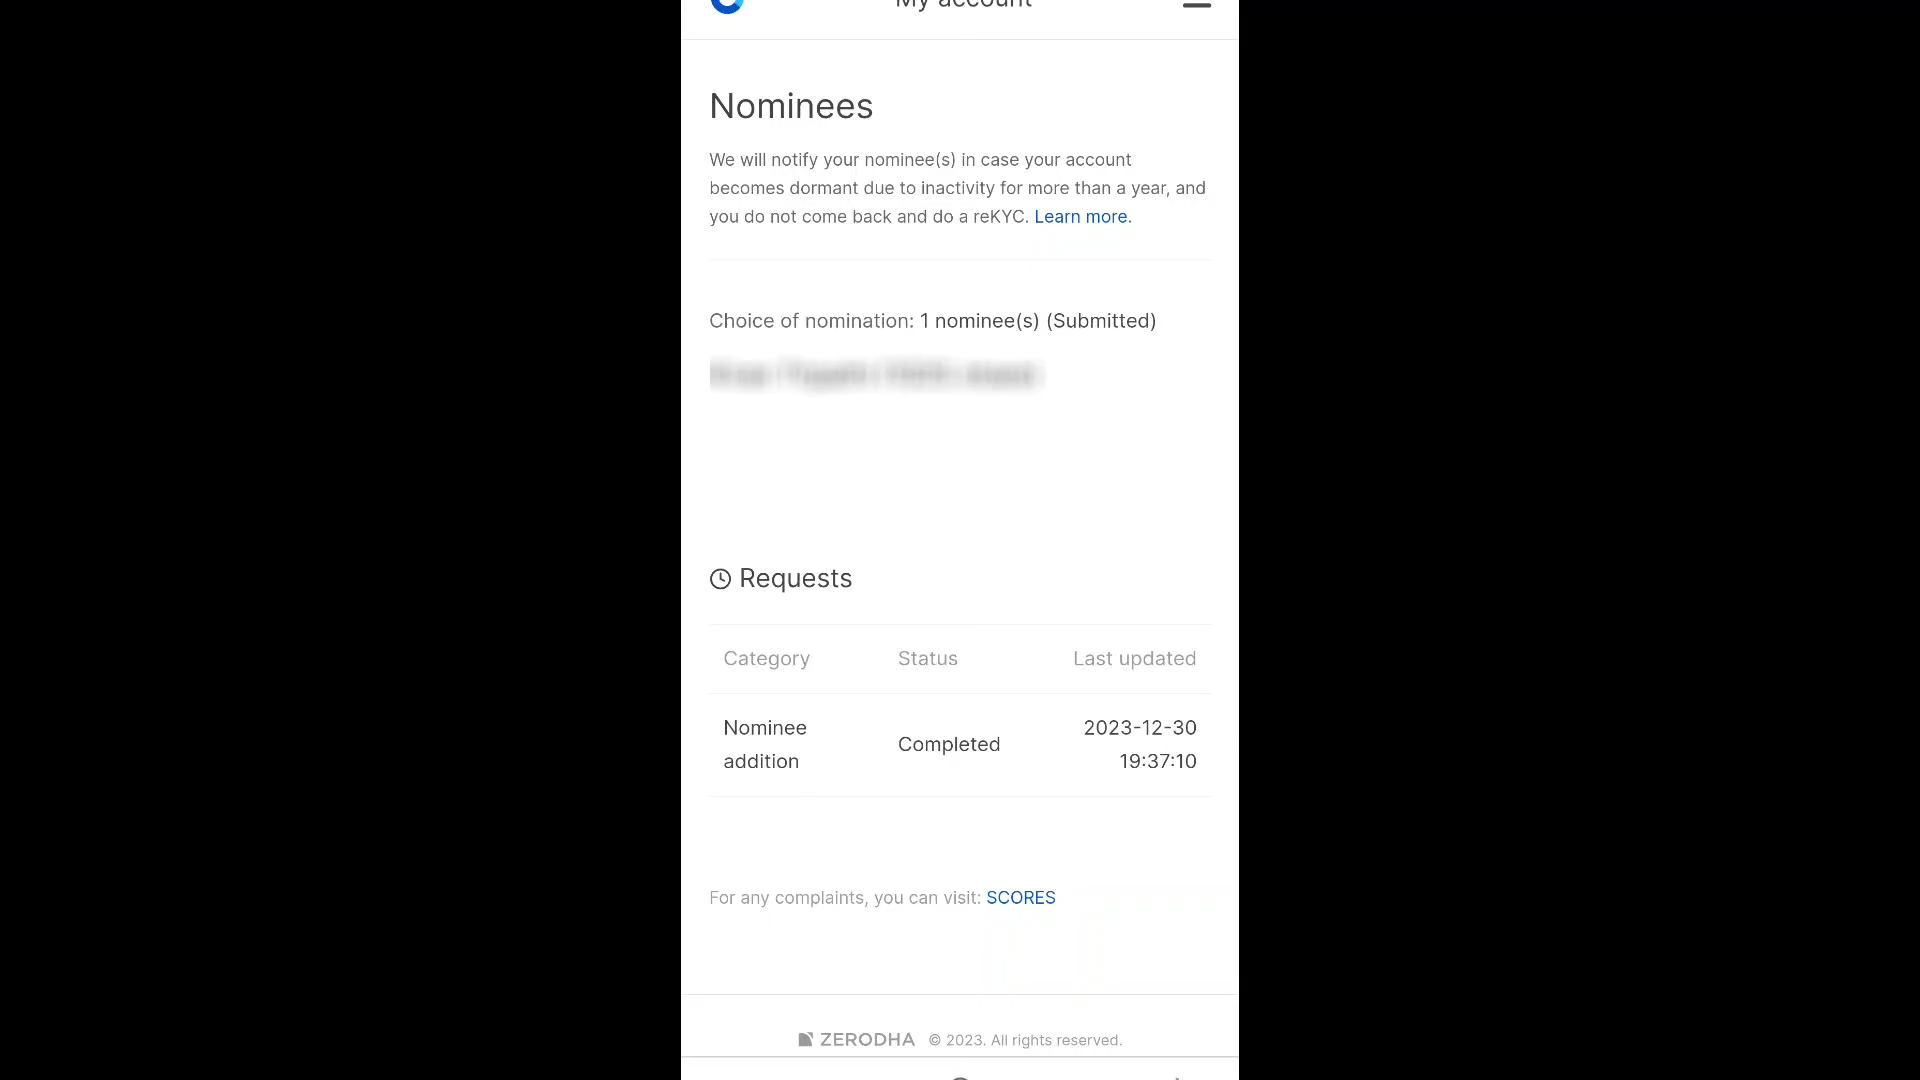 My account
Nominees
We will notify your nominee(s) in case your account
becomes dormant due to inactivity for more than a year, and
you do not come back and do a reKYC. Learn more.
Choice of nomination: 1 nominee(s) (Submitted)
Requests
Category Status Last updated
Nominee addition Completed 2023-12-30 19:37:10
For any complaints, you can visit: SCORES
ZERODHA © 2023. All rights reserved.